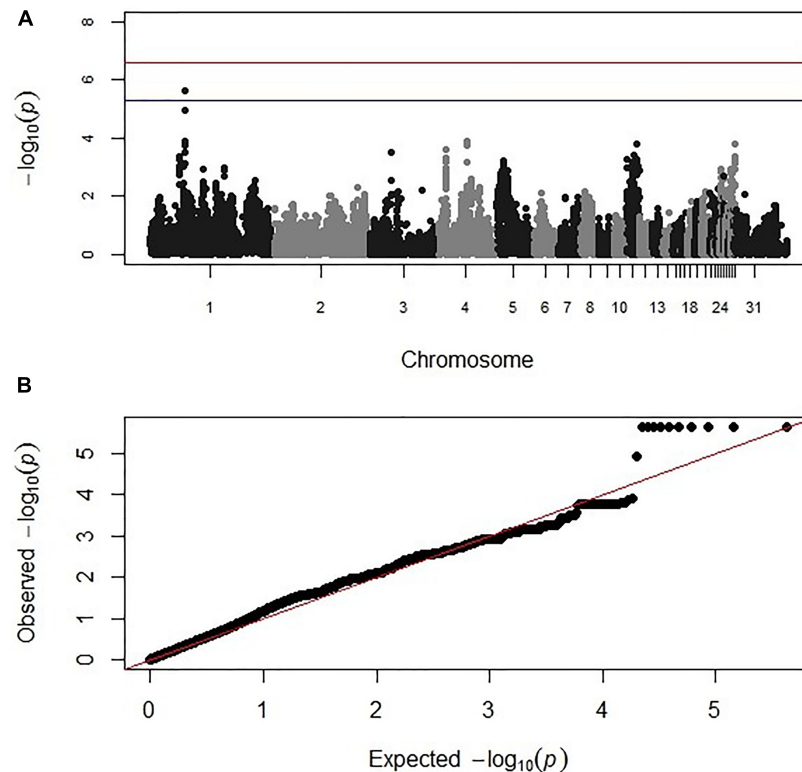 A
8
6
4
2
0
−log₁₀(p)
1 2 3 4 5 6 7 8 10 13 18 24 31
Chromosome
B
5
4
3
2
1
0
Observed −log₁₀(p)
0 1 2 3 4 5
Expected −log₁₀(p)